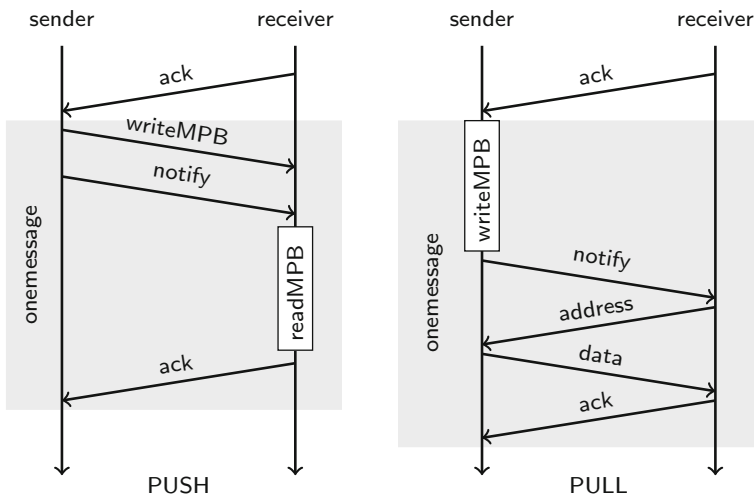 sender
receiver
ack
writeMPB
notify
onemessage
readMPB
ack
PUSH
sender
receiver
ack
writeMPB
onemessage
notify
address
data
ack
PULL